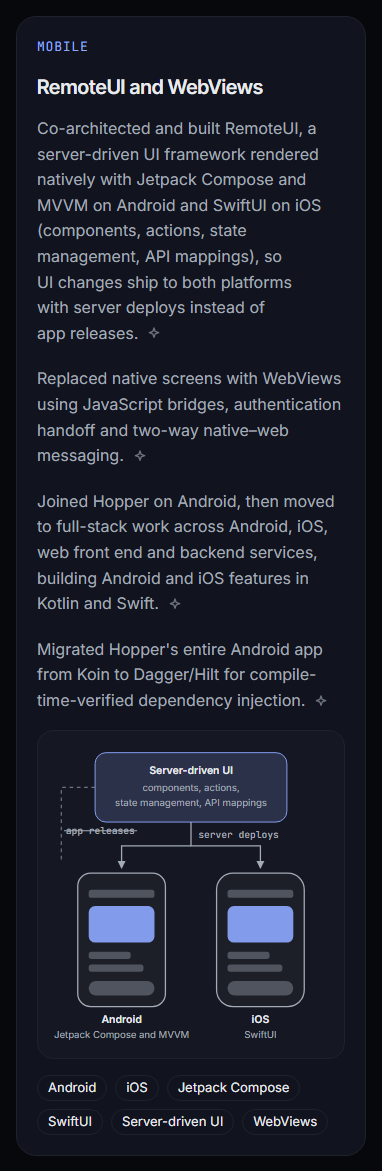 MOBILE
RemoteUI and WebViews
Co-architected and built RemoteUI, a
server-driven UI framework rendered
natively with Jetpack Compose and
MVVM on Android and SwiftUI on iOS
(components, actions, state
management, API mappings), so
UI changes ship to both platforms
with server deploys instead of
app releases.
Replaced native screens with WebViews
using JavaScript bridges, authentication
handoff and two-way native–web
messaging.
Joined Hopper on Android, then moved
to full-stack work across Android, iOS,
web front end and backend services,
building Android and iOS features in
Kotlin and Swift.
Migrated Hopper's entire Android app
from Koin to Dagger/Hilt for compile-
time-verified dependency injection.
Server-driven UI
components, actions,
state management, API mappings
app releases
server deploys
Android
iOS
Jetpack Compose and MVVM
SwiftUI
Android
iOS
Jetpack Compose
SwiftUI
Server-driven UI
WebViews